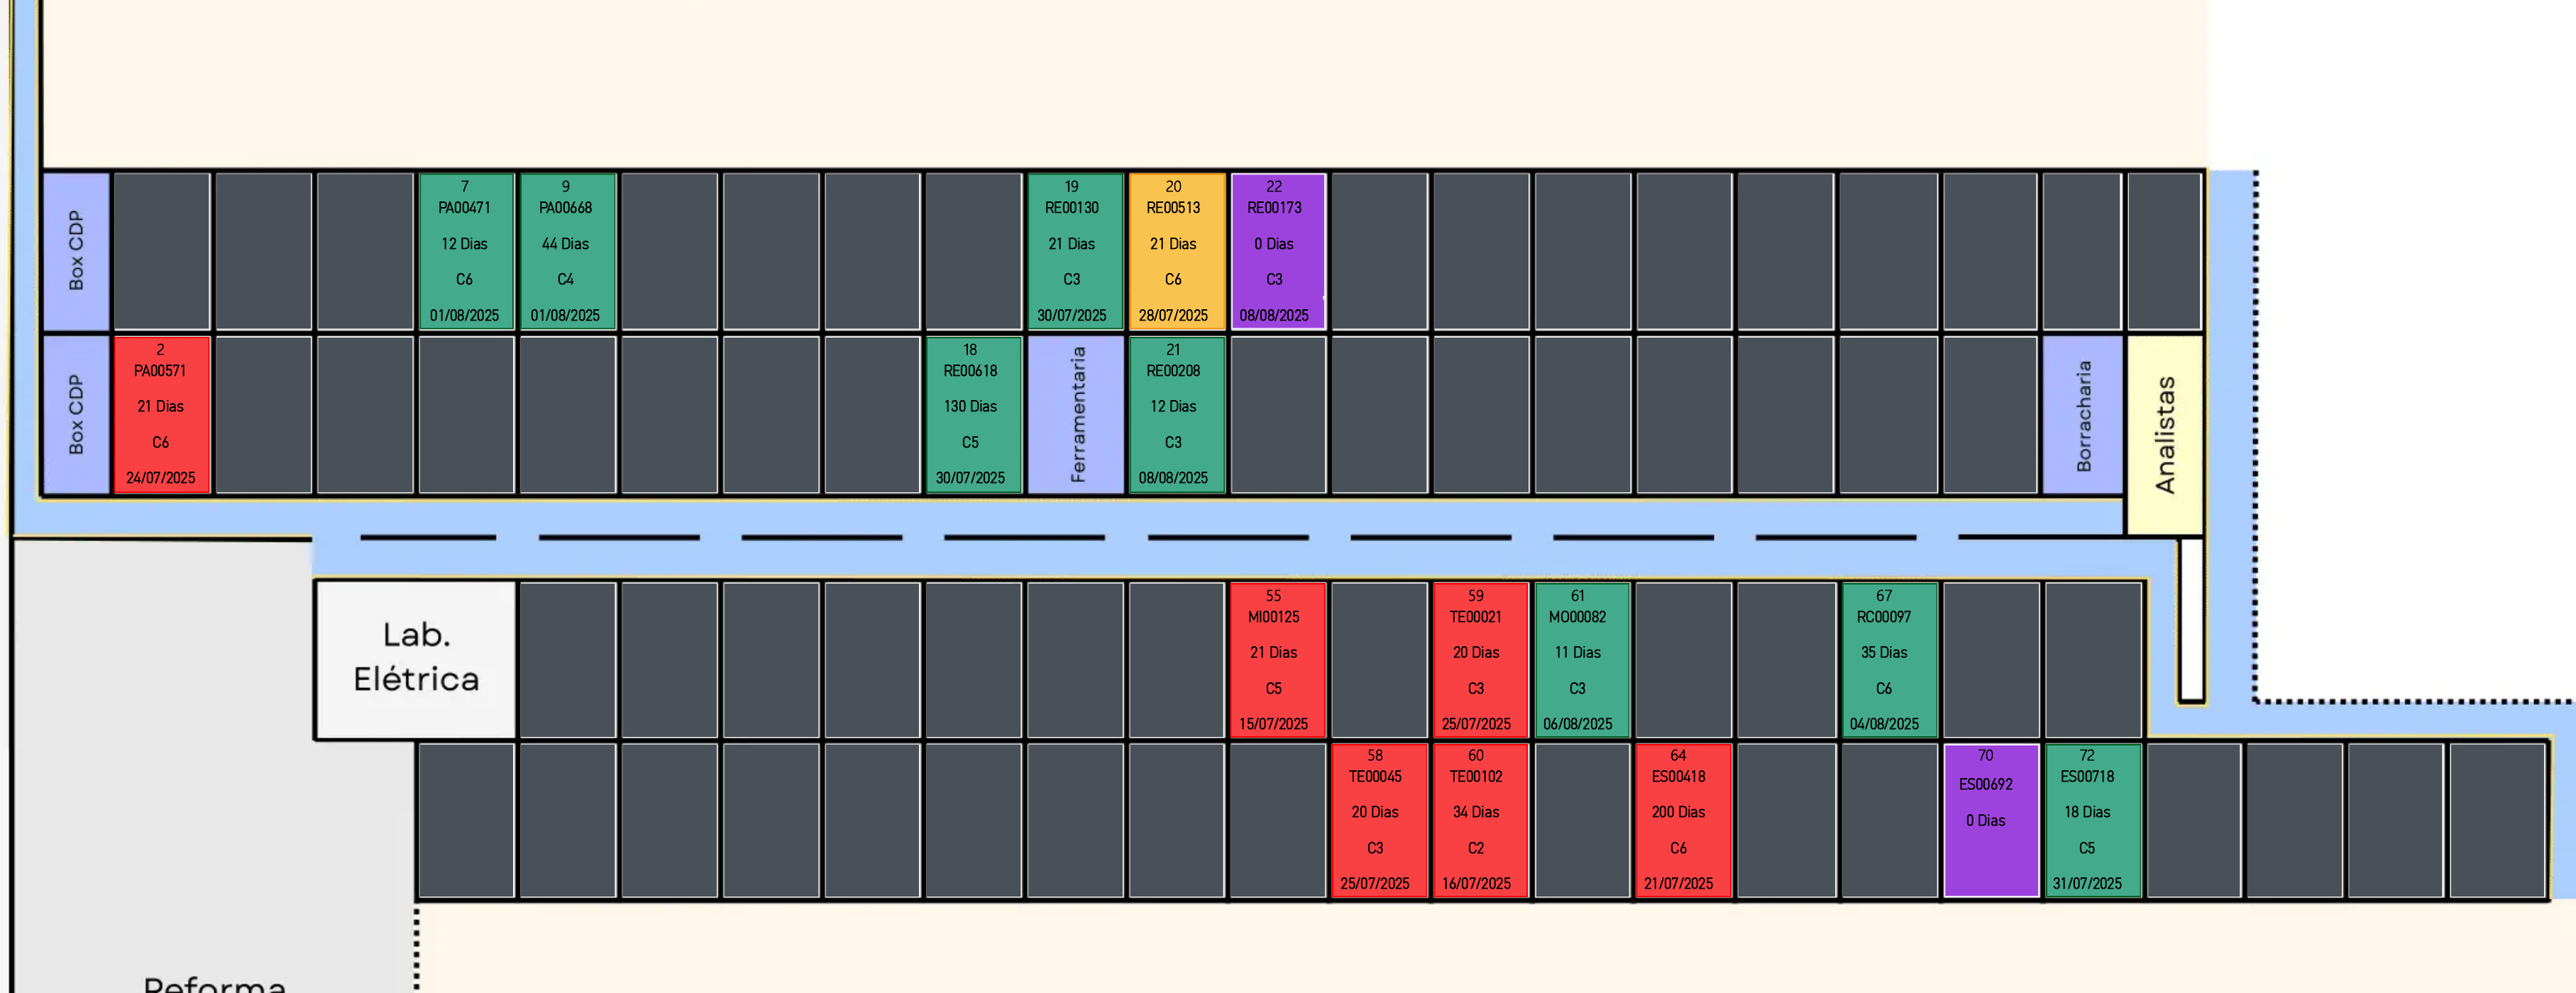 Box CDP
7
PA00471
12 Dias
C6
01/08/2025
9
PA00668
44 Dias
C4
01/08/2025
19
RE00130
21 Dias
C3
30/07/2025
20
RE00513
21 Dias
C6
28/07/2025
22
RE00173
0 Dias
C3
08/08/2025
Box CDP
2
PA00571
21 Dias
C6
24/07/2025
18
RE00618
130 Dias
C5
30/07/2025
Ferramentaria
21
RE00208
12 Dias
C3
08/08/2025
Borracharia
Analistas
Lab.
Elétrica
55
MI00125
21 Dias
C5
15/07/2025
59
TE00021
20 Dias
C3
25/07/2025
61
MO00082
11 Dias
C3
06/08/2025
67
RC00097
35 Dias
C6
04/08/2025
58
TE00045
20 Dias
C3
25/07/2025
60
TE00102
34 Dias
C2
16/07/2025
64
ES00418
200 Dias
C6
21/07/2025
70
ES00692
0 Dias
72
ES00718
18 Dias
C5
31/07/2025
Reforma